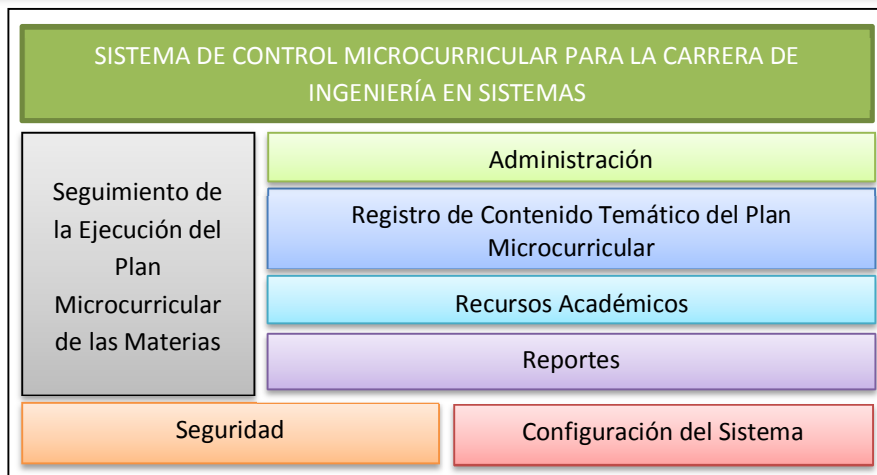 SISTEMA DE CONTROL MICROCURRICULAR PARA LA CARRERA DE
INGENIERÍA EN SISTEMAS
Seguimiento de
la Ejecución del
Plan
Microcurricular
de las Materias
Administración
Registro de Contenido Temático del Plan
Microcurricular
Recursos Académicos
Reportes
Seguridad
Configuración del Sistema